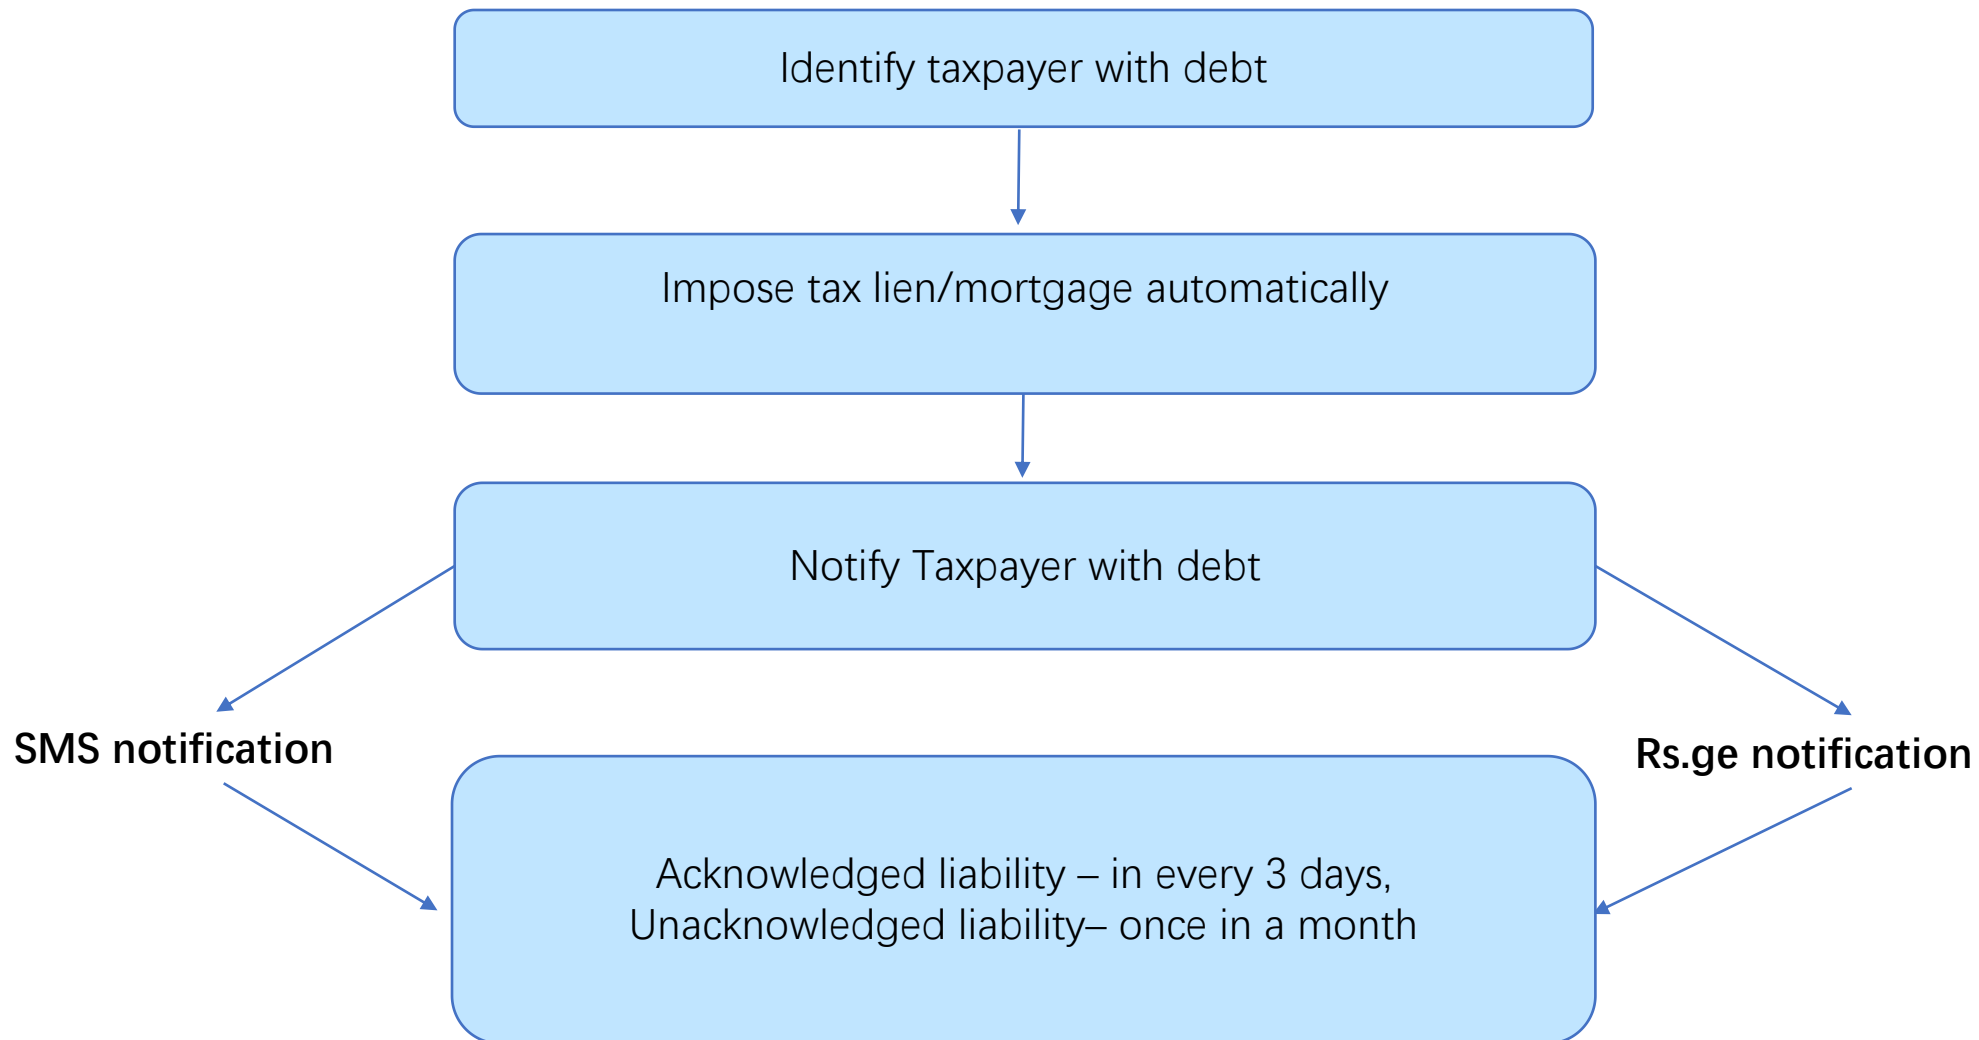 Identify taxpayer with debt
Impose tax lien/mortgage automatically
Notify Taxpayer with debt
SMS notification
Rs.ge notification
Acknowledged liability – in every 3 days,
Unacknowledged liability– once in a month